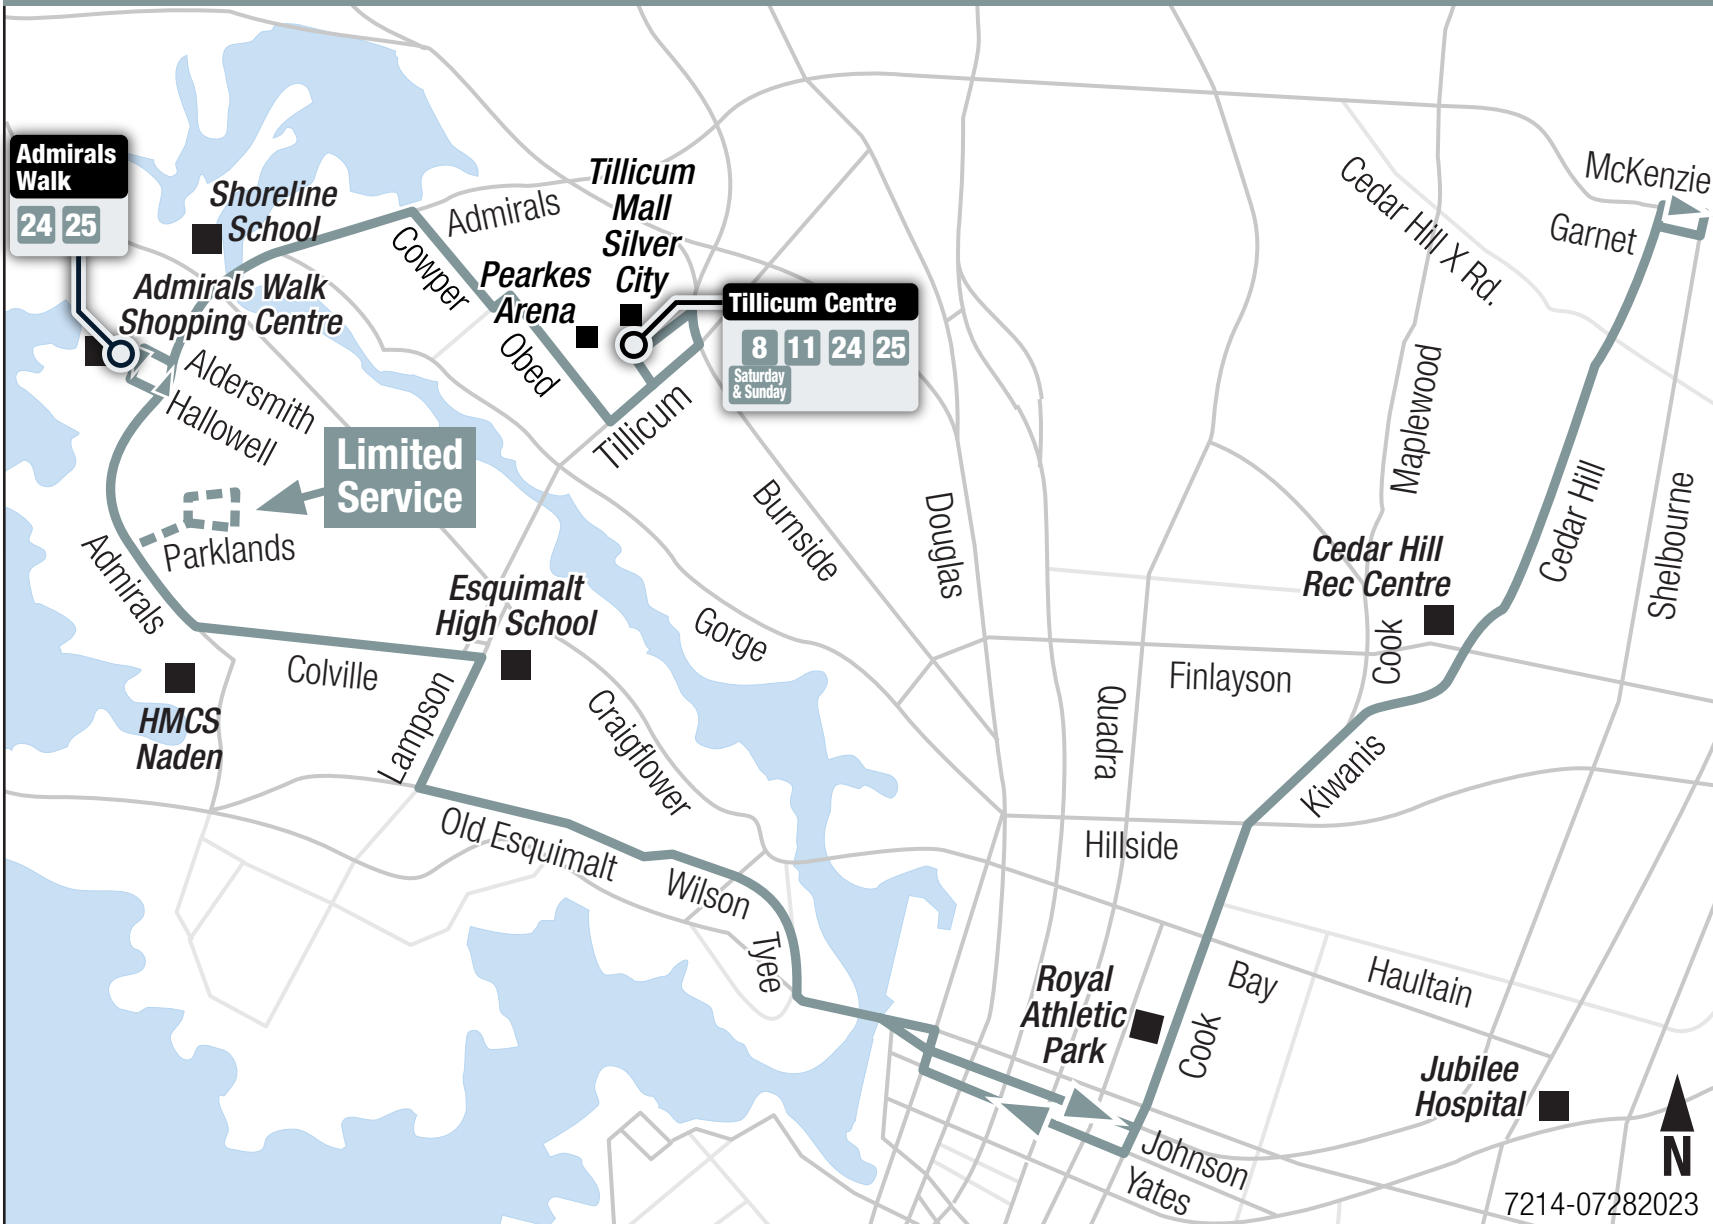 Admirals
Walk
24 25
Shoreline
School
Admirals Walk
Shopping Centre
Admirals
Cowper
Tillicum
Mall
Silver
City
Pearkes
Arena
Obed
Tillicum Centre
8 11 24 25
Saturday
& Sunday
Tillicum
Aldersmith
Hallowell
Limited
Service
Parklands
Admirals
Esquimalt
High School
Colville
HMCS
Naden
Lampson
Craigflower
Old Esquimalt
Wilson
Tyee
Burnside
Gorge
Douglas
Quadra
Finlayson
Hillside
McKenzie
Garnet
Cedar Hill X Rd.
Maplewood
Cedar Hill
Shelbourne
Cedar Hill
Rec Centre
Cook
Kiwanis
Bay
Haultain
Royal
Athletic
Park
Cook
Jubilee
Hospital
Johnson
Yates
N
7214-07282023